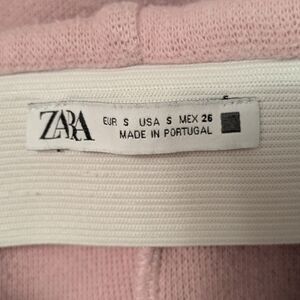 ZARA
EUR S USA S MEX 26
MADE IN PORTUGAL